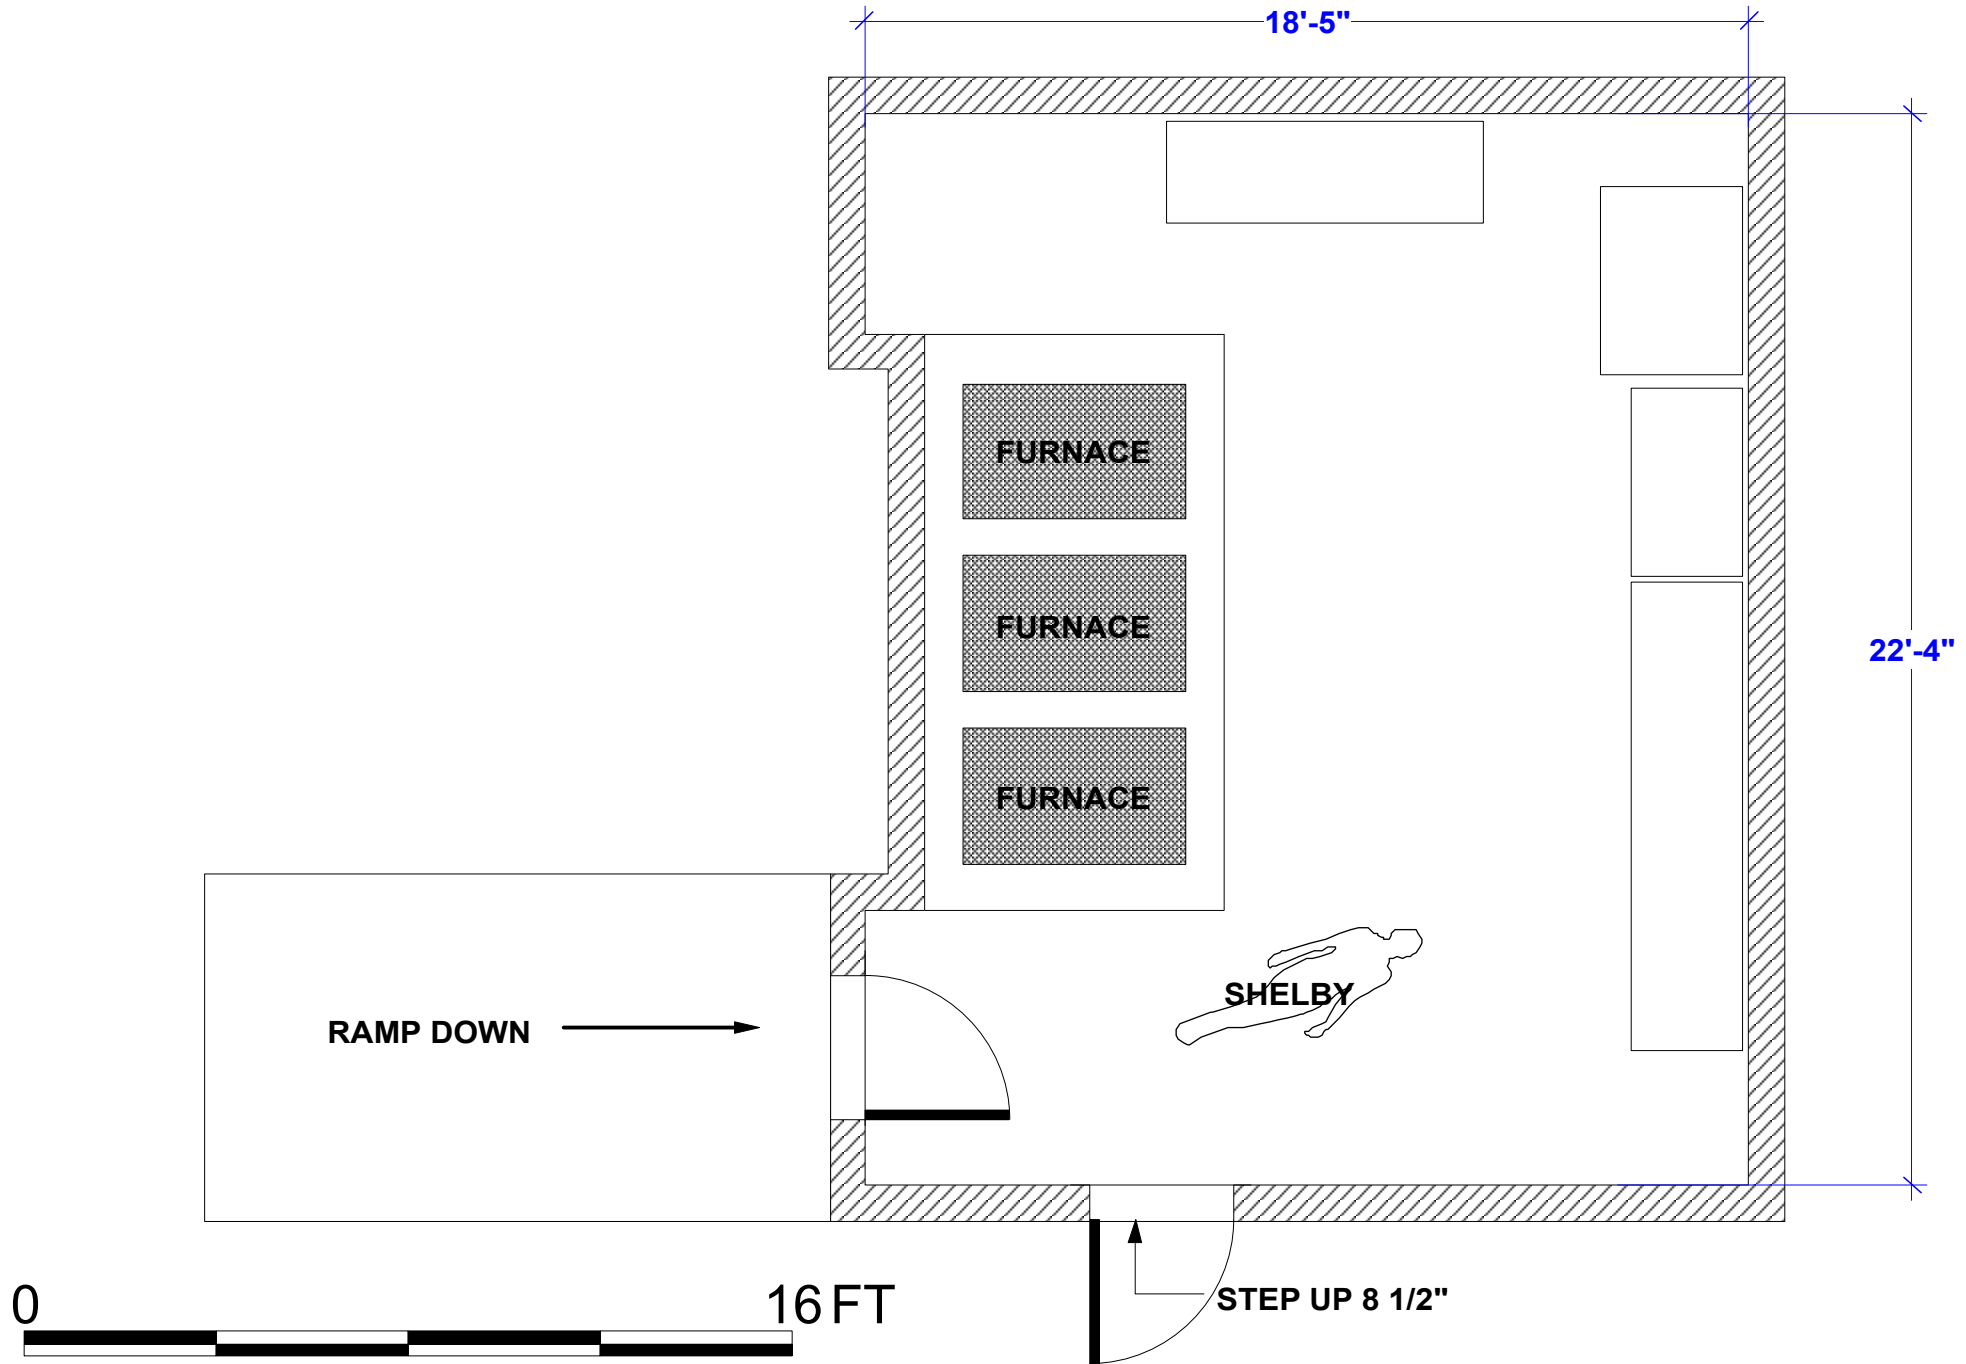 18'-5"
FURNACE
FURNACE
22'-4"
FURNACE
SHELBY
RAMP DOWN
0 16 FT
STEP UP 8 1/2"